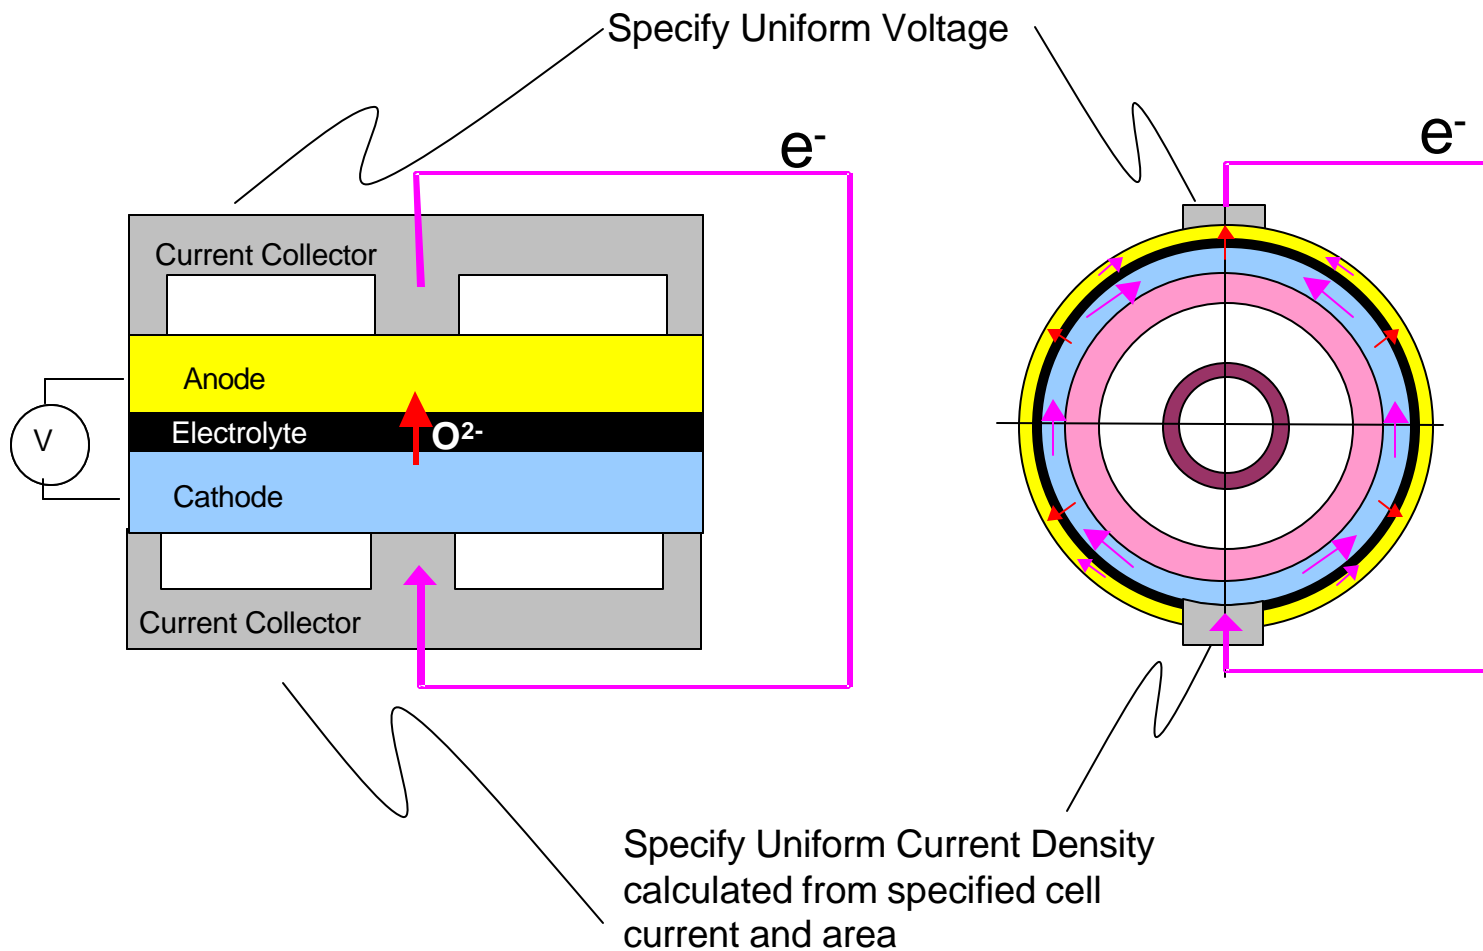 Specify Uniform Voltage
e-
e-
Current Collector
Anode
V
Electrolyte
O2-
Cathode
Current Collector
Specify Uniform Current Density
calculated from specified cell
current and area